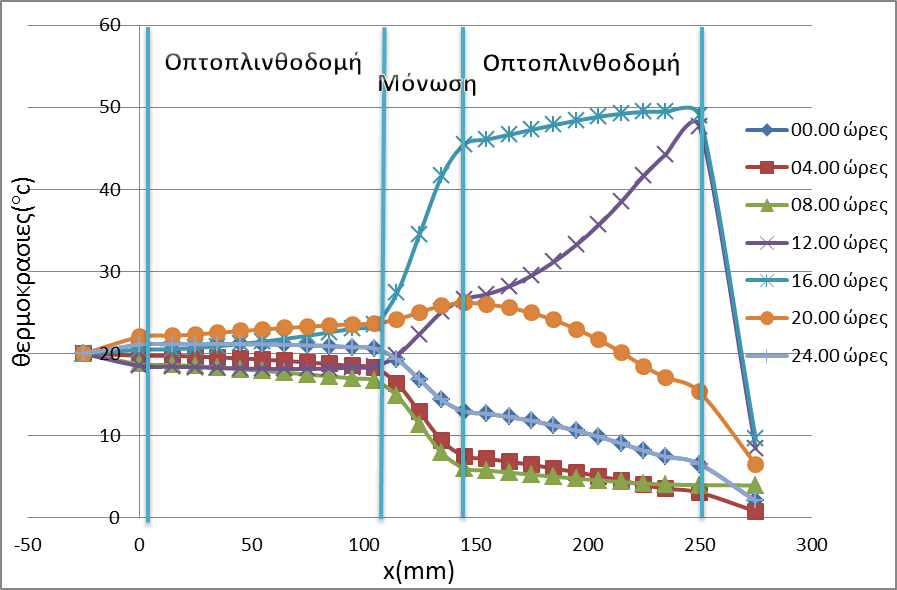 60
50
40
30
20
10
0
-50
0
50
100
150
200
250
300
θερμοκρασιες(°c)
x(mm)
Οπτοπλινθοδομή
Μόνωση
Οπτοπλινθοδομή
00.00 ώρες
04.00 ώρες
08.00 ώρες
12.00 ώρες
16.00 ώρες
20.00 ώρες
24.00 ώρες